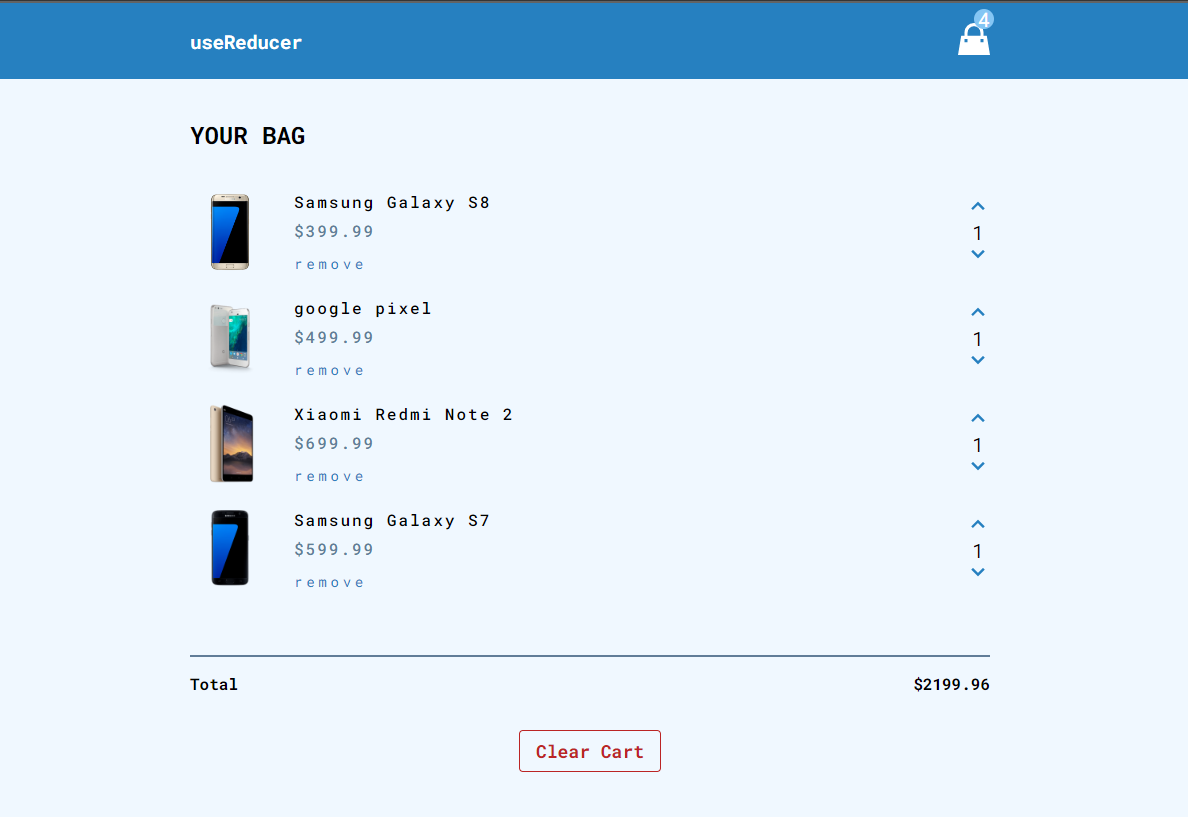 useReducer
4
YOUR BAG
Samsung Galaxy S8
$399.99
remove
1
google pixel
$499.99
remove
1
Xiaomi Redmi Note 2
$699.99
remove
1
Samsung Galaxy S7
$599.99
remove
1
Total $2199.96
Clear Cart